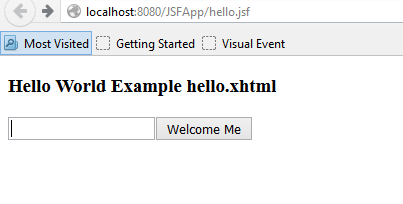 localhost:8080/JSFApp/hello.jsf
Most Visited Getting Started Visual Event
Hello World Example hello.xhtml
Welcome Me